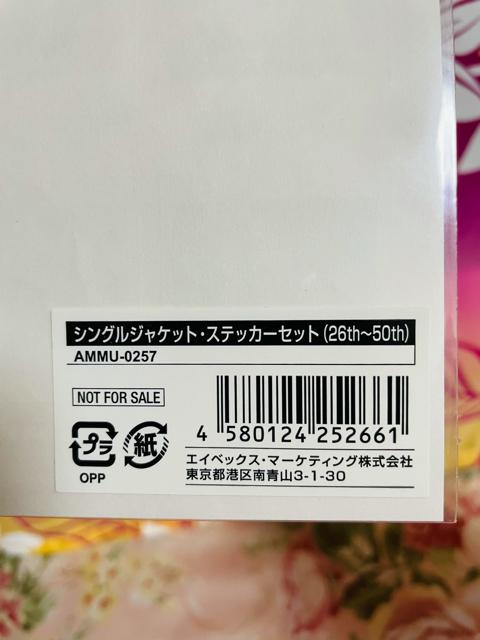 シングルジャケット・ステッカーセット(26th～50th)
AMMU-0257
NOT FOR SALE
プラ
紙
OPP
4 580124 252661
エイベックス・マーケティング株式会社
東京都港区南青山3-1-30